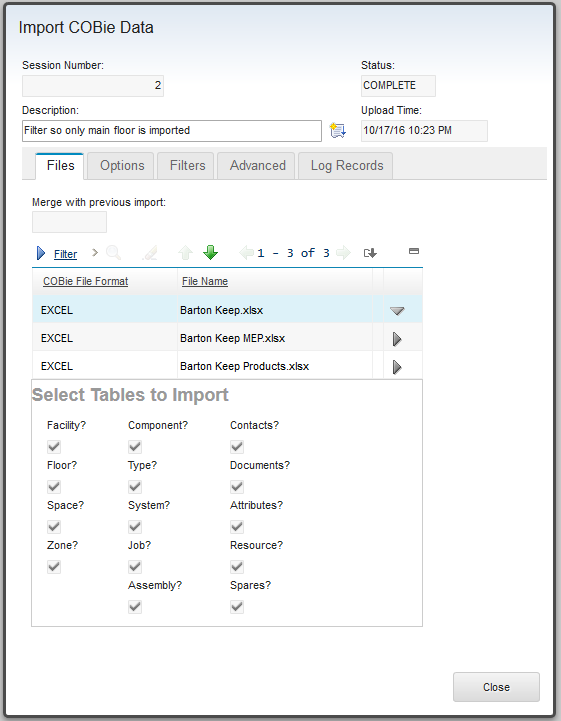 Import COBie Data
Session Number: Status:
2 COMPLETE
Description: Upload Time:
Filter so only main floor is imported 10/17/16 10:23 PM
Files Options Filters Advanced Log Records
Merge with previous import:
Filter 1 - 3 of 3
COBie File Format File Name
EXCEL Barton Keep.xlsx
EXCEL Barton Keep MEP.xlsx
EXCEL Barton Keep Products.xlsx
Select Tables to Import
Facility? Component? Contacts?
Floor? Type? Documents?
Space? System? Attributes?
Zone? Job? Resource?
Assembly? Spares?
Close